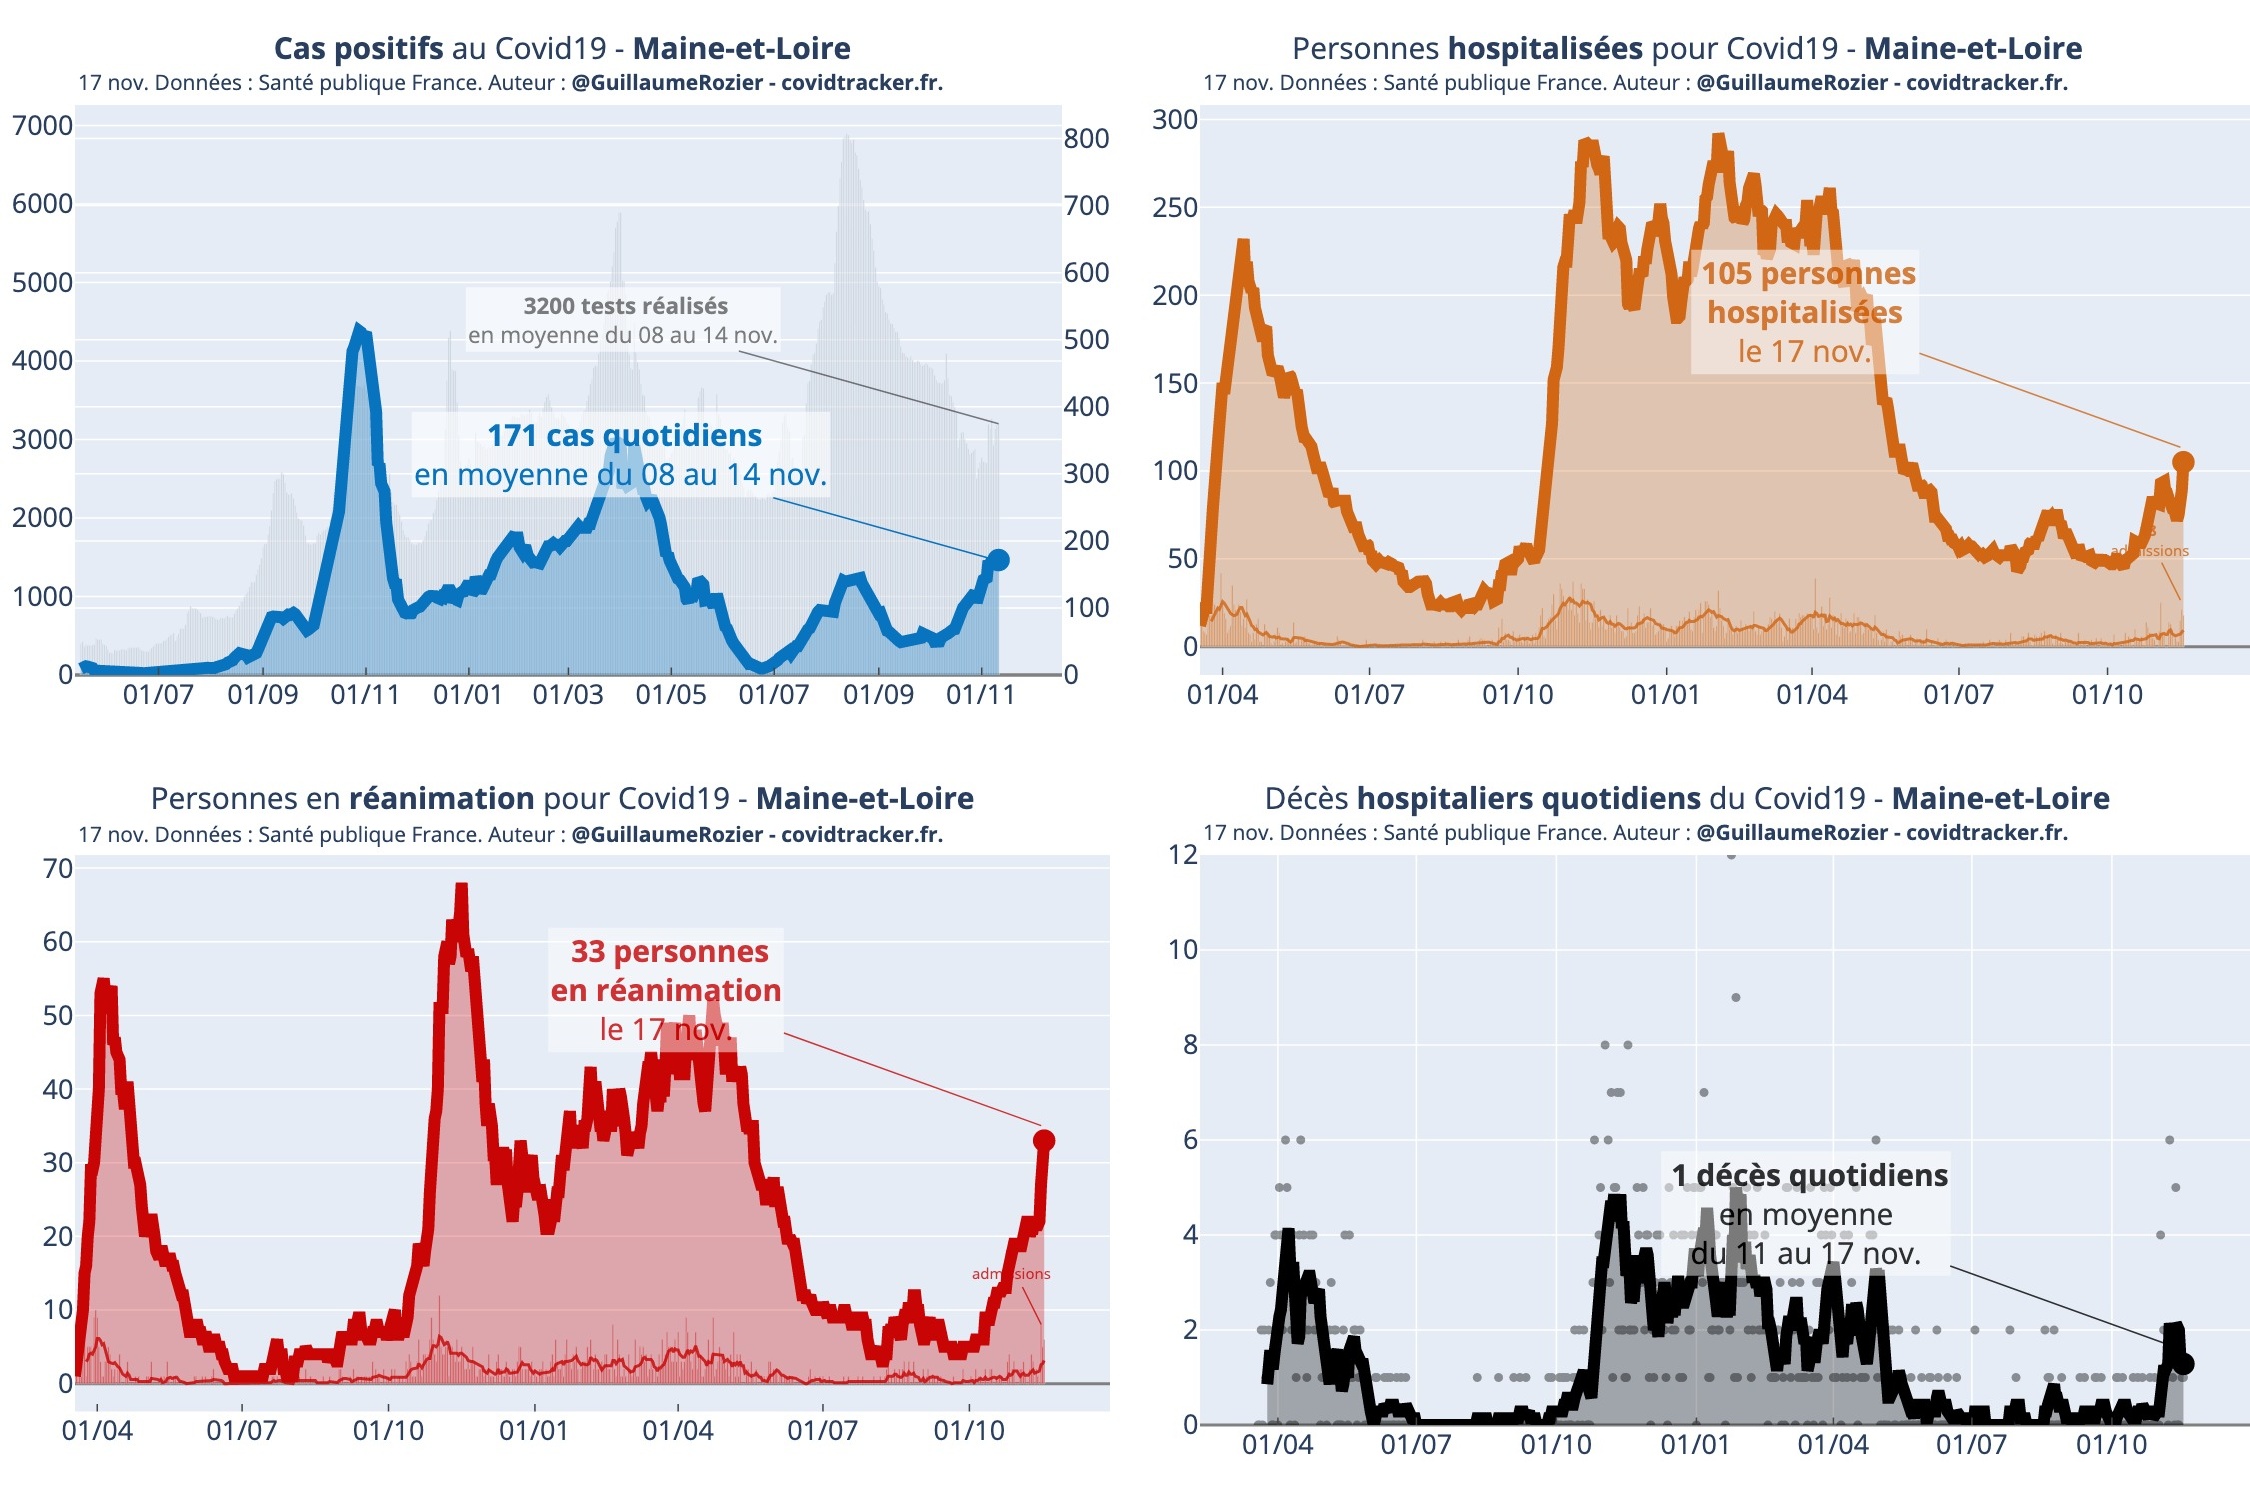 Cas positifs au Covid19 - Maine-et-Loire
17 nov. Données : Santé publique France. Auteur : @GuillaumeRozier - covidtracker.fr.
7000
6000
5000
4000
3000
2000
1000
0
800
700
600
500
400
300
200
100
0
3200 tests réalisés
en moyenne du 08 au 14 nov.
171 cas quotidiens
en moyenne du 08 au 14 nov.
01/07 01/09 01/11 01/01 01/03 01/05 01/07 01/09 01/11
Personnes hospitalisées pour Covid19 - Maine-et-Loire
17 nov. Données : Santé publique France. Auteur : @GuillaumeRozier - covidtracker.fr.
300
250
200
150
100
50
0
105 personnes
hospitalisées
le 17 nov.
admissions
01/04 01/07 01/10 01/01 01/04 01/07 01/10
Personnes en réanimation pour Covid19 - Maine-et-Loire
17 nov. Données : Santé publique France. Auteur : @GuillaumeRozier - covidtracker.fr.
70
60
50
40
30
20
10
0
33 personnes
en réanimation
le 17 nov.
admissions
01/04 01/07 01/10 01/01 01/04 01/07 01/10
Décès hospitaliers quotidiens du Covid19 - Maine-et-Loire
17 nov. Données : Santé publique France. Auteur : @GuillaumeRozier - covidtracker.fr.
12
10
8
6
4
2
0
1 décès quotidiens
en moyenne
du 11 au 17 nov.
01/04 01/07 01/10 01/01 01/04 01/07 01/10